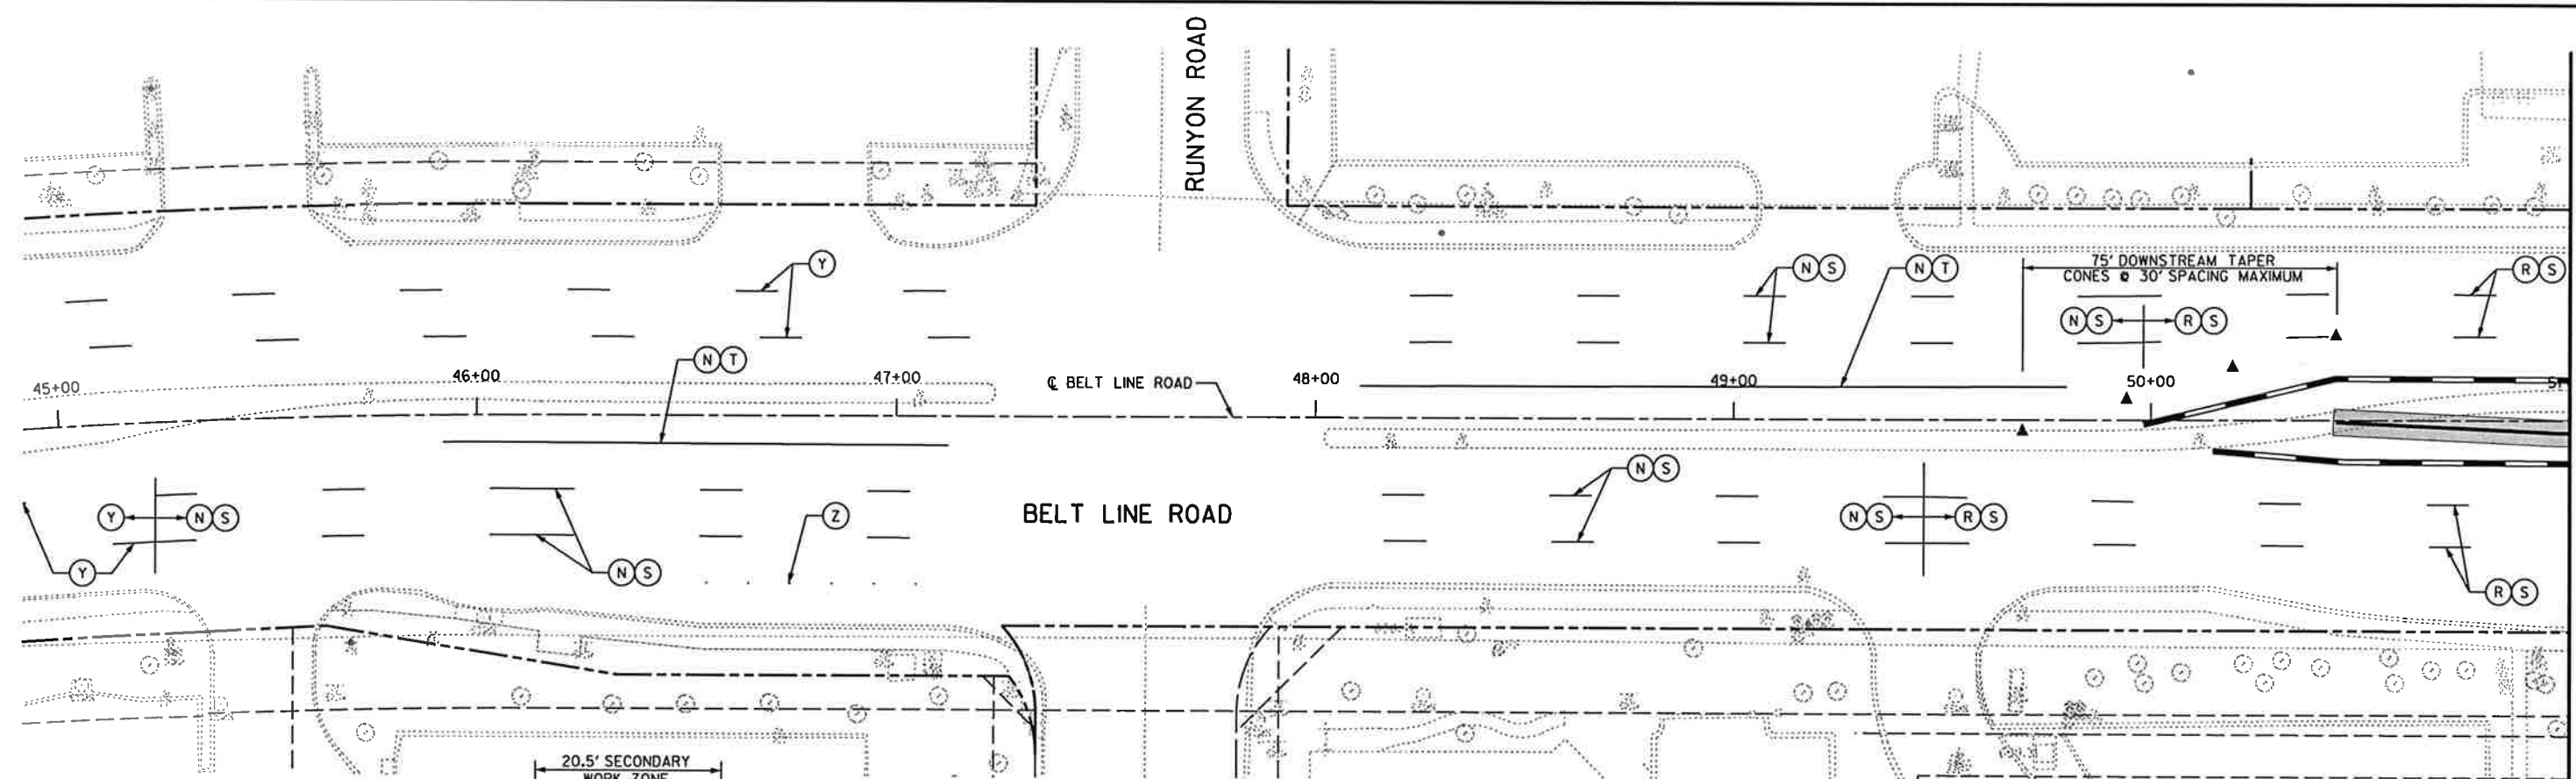 RUNYON ROAD
Y
N S
N T
75' DOWNSTREAM TAPER
CONES @ 30' SPACING MAXIMUM
R S
N S R S
N T
45+00
46+00
47+00
℄ BELT LINE ROAD
48+00
49+00
50+00
Y N S
Z
BELT LINE ROAD
N S
N S R S
Y
N S
R S
20.5' SECONDARY
WORK ZONE